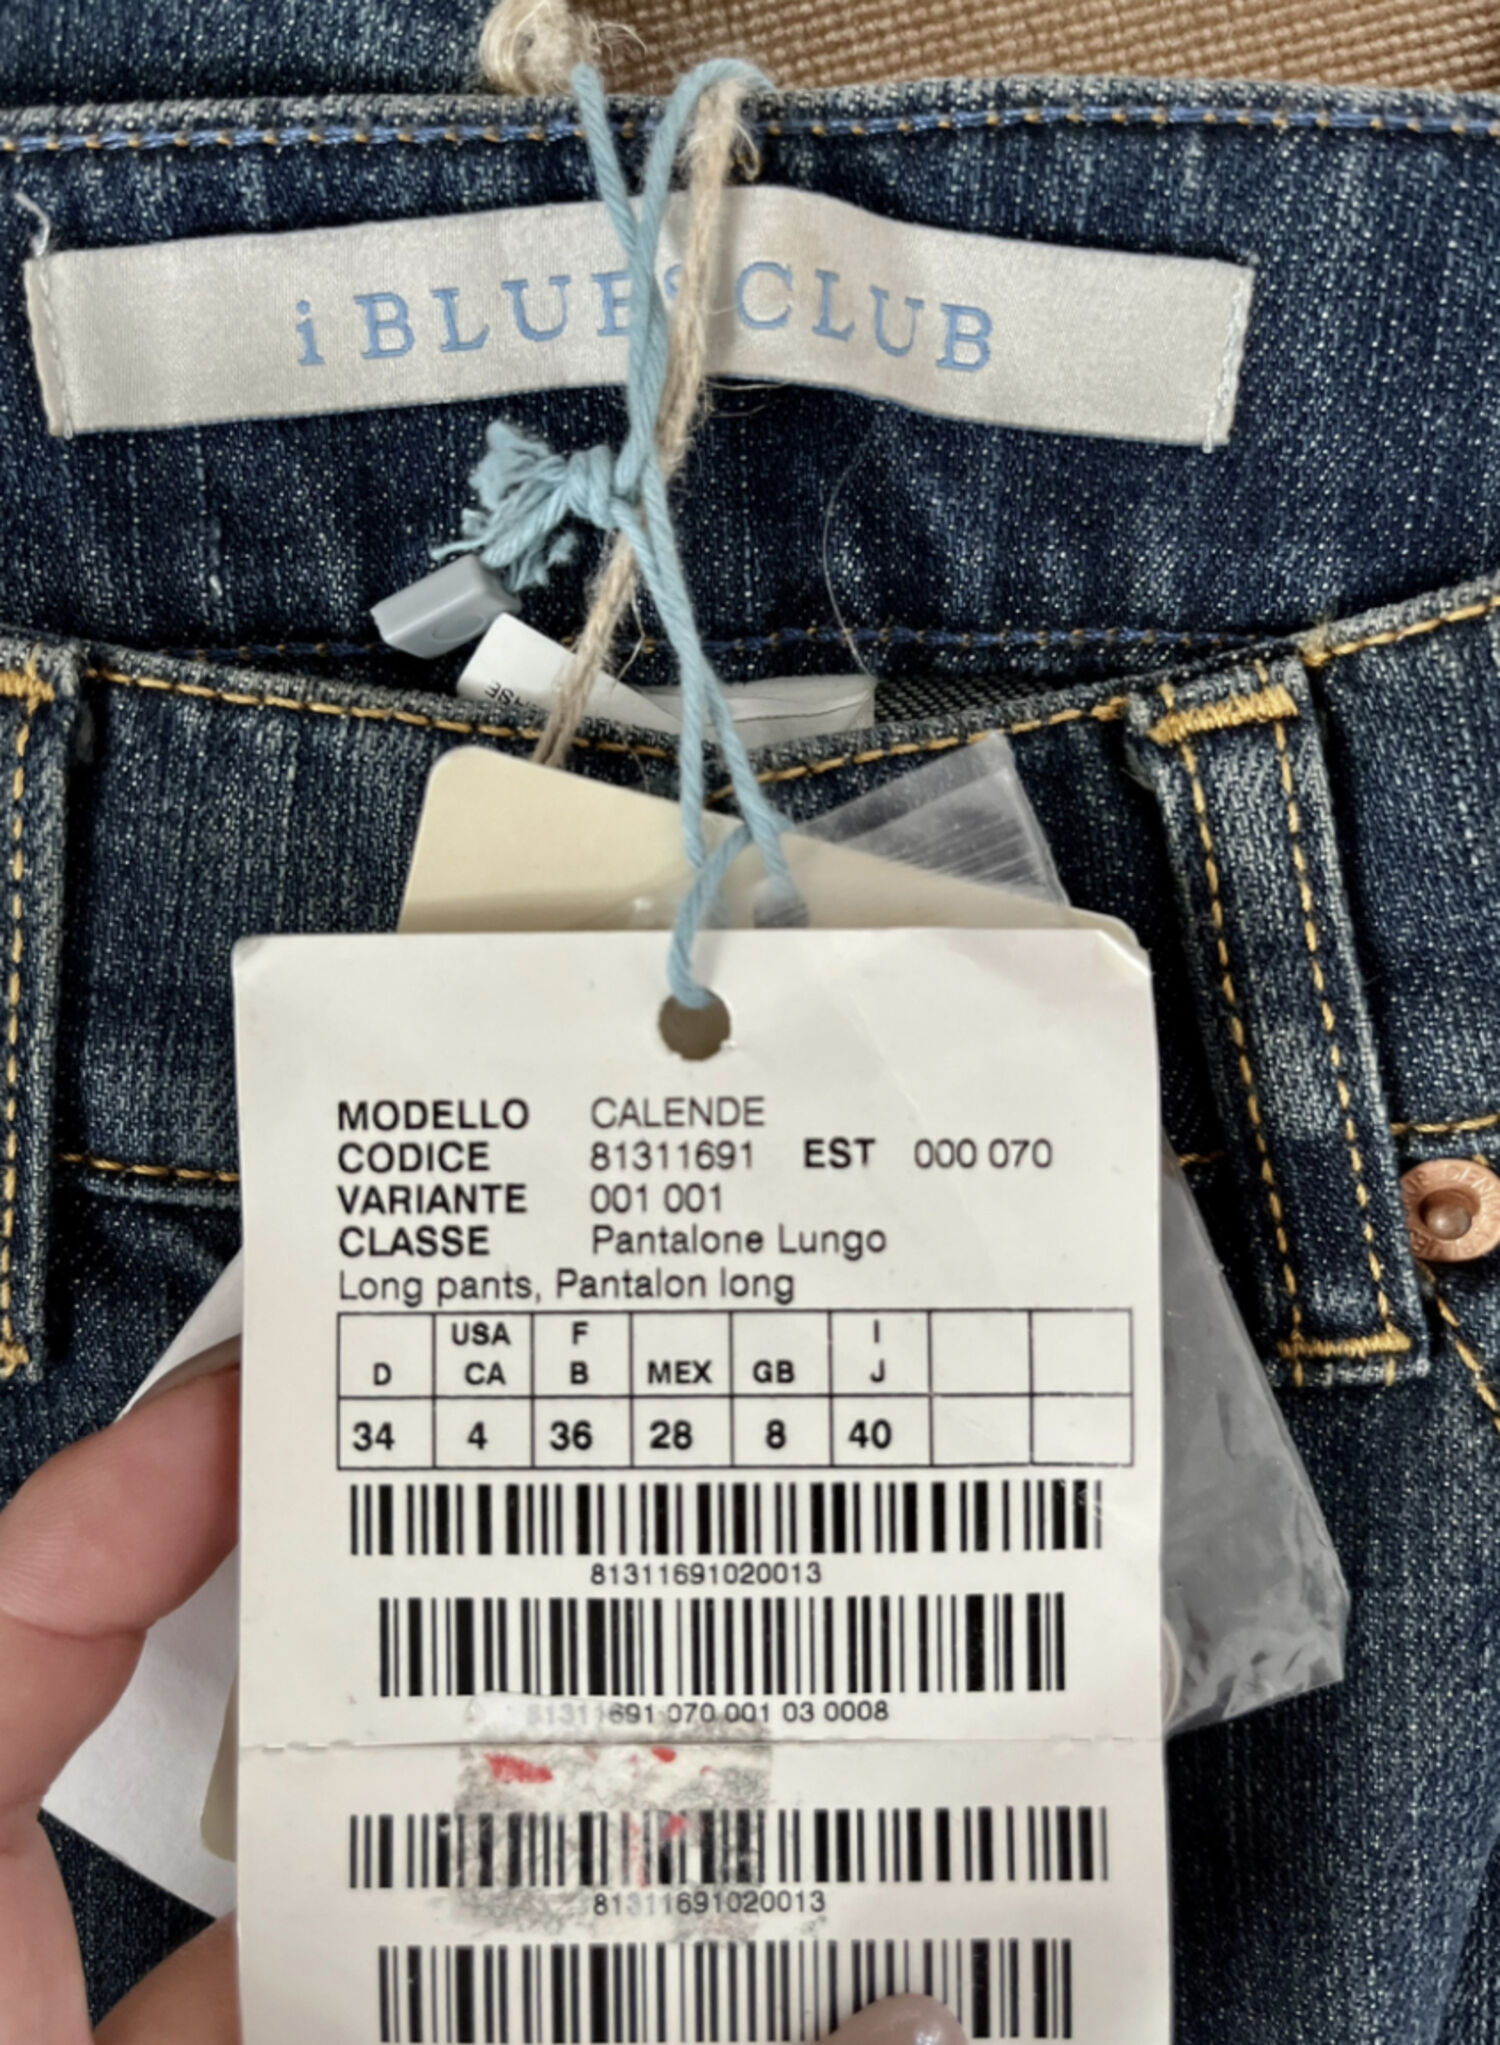 i BLUES CLUB
MODELLO CALENDE
CODICE 81311691 EST 000 070
VARIANTE 001 001
CLASSE Pantalone Lungo
Long pants, Pantalon long
D USA CA F B MEX GB I J
34 4 36 28 8 40
81311691020013
81311691 070 001 03 0008
81311691020013